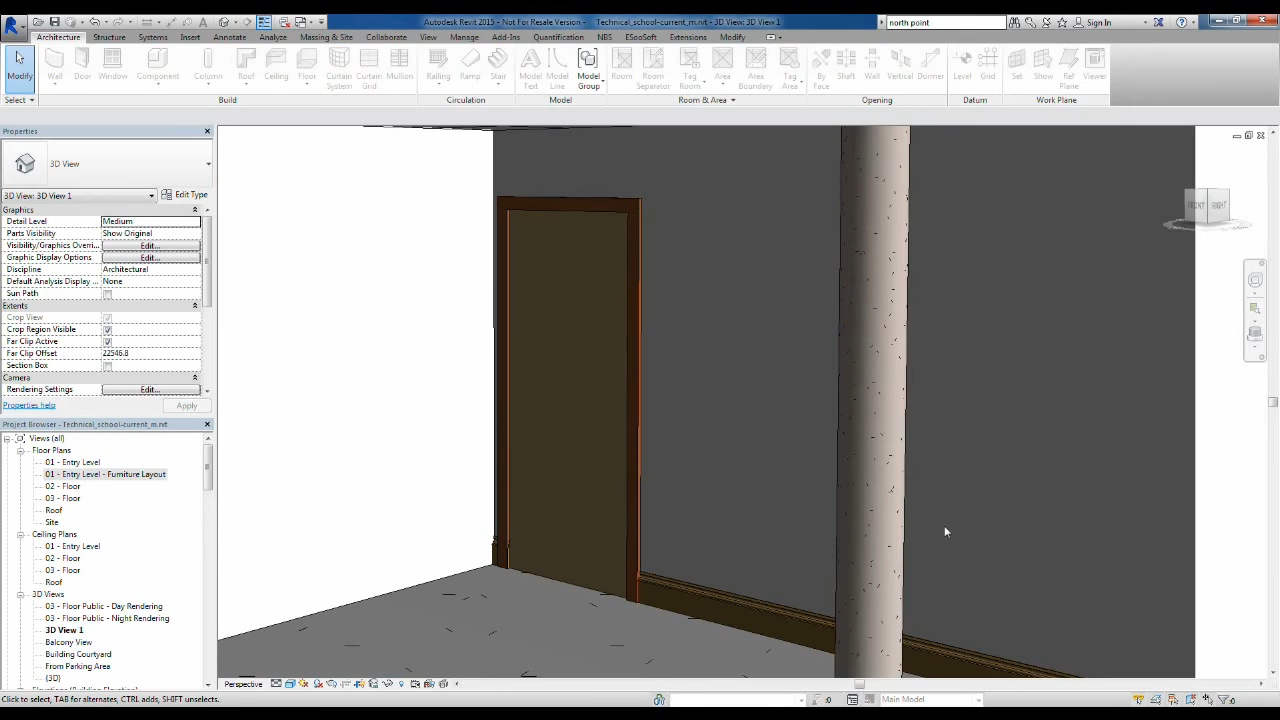 Autodesk Revit 2015 - Not For Resale Version - Technical_school-current_m.rvt - 3D View: 3D View 1
north point
Sign In
Architecture Structure Systems Insert Annotate Analyze Massing & Site Collaborate View Manage Add-Ins Quantification NBS ESooSoft Extensions Modify
Modify Wall Door Window Component Column Roof Ceiling Floor Curtain System Curtain Grid Mullion Railing Ramp Stair Model Text Model Line Model Group Room Room Separator Tag Room Area Area Boundary Tag Area By Face Shaft Wall Vertical Dormer Level Grid Set Show Ref Plane Viewer
Select Build Circulation Model Room & Area Opening Datum Work Plane
Properties
3D View
3D View: 3D View 1 Edit Type
Graphics
Detail Level Medium
Parts Visibility Show Original
Visibility/Graphics Overri... Edit...
Graphic Display Options Edit...
Discipline Architectural
Default Analysis Display ... None
Sun Path
Extents
Crop View
Crop Region Visible
Far Clip Active
Far Clip Offset 22546.8
Section Box
Camera
Rendering Settings Edit...
Properties help Apply
Project Browser - Technical_school-current_m.rvt
Views (all)
Floor Plans
01 - Entry Level
01 - Entry Level - Furniture Layout
02 - Floor
03 - Floor
Roof
Site
Ceiling Plans
01 - Entry Level
02 - Floor
03 - Floor
Roof
3D Views
03 - Floor Public - Day Rendering
03 - Floor Public - Night Rendering
3D View 1
Balcony View
Building Courtyard
From Parking Area
{3D}
Elevations (Building Elevation)
FRONT RIGHT
Perspective
Click to select, TAB for alternates, CTRL adds, SHIFT unselects.
:0
Main Model
:0